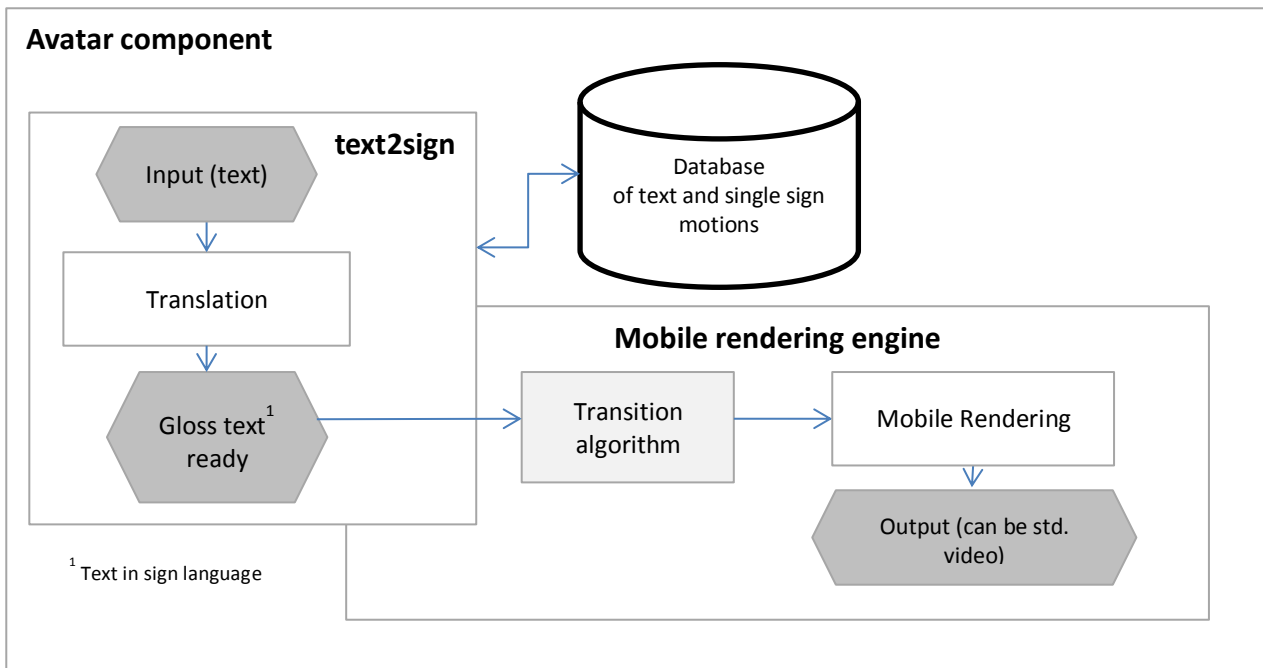 Avatar component
text2sign
Input (text)
Translation
Gloss text¹
ready
¹ Text in sign language
Database
of text and single sign
motions
Mobile rendering engine
Transition
algorithm
Mobile Rendering
Output (can be std.
video)